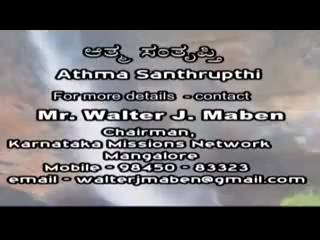 ಆತ್ಮ ಸಂತೃಪ್ತಿ
Athma Santhrupthi
For more details - contact
Mr. Walter J. Maben
Chairman,
Karnataka Missions Network
Mangalore
Mobile - 98450 - 83323
email - walterjmaben@gmail.com